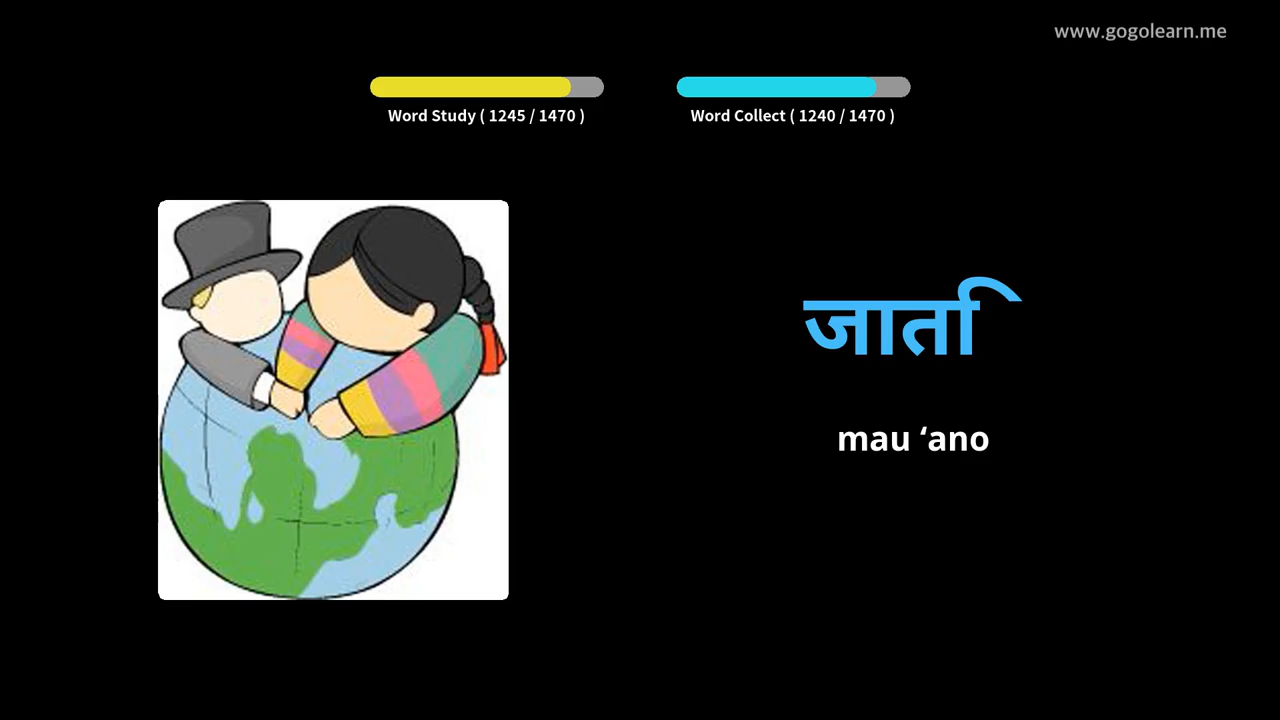 www.gogolearn.me
Word Study ( 1245 / 1470 )
Word Collect ( 1240 / 1470 )
जाति
mau ‘ano